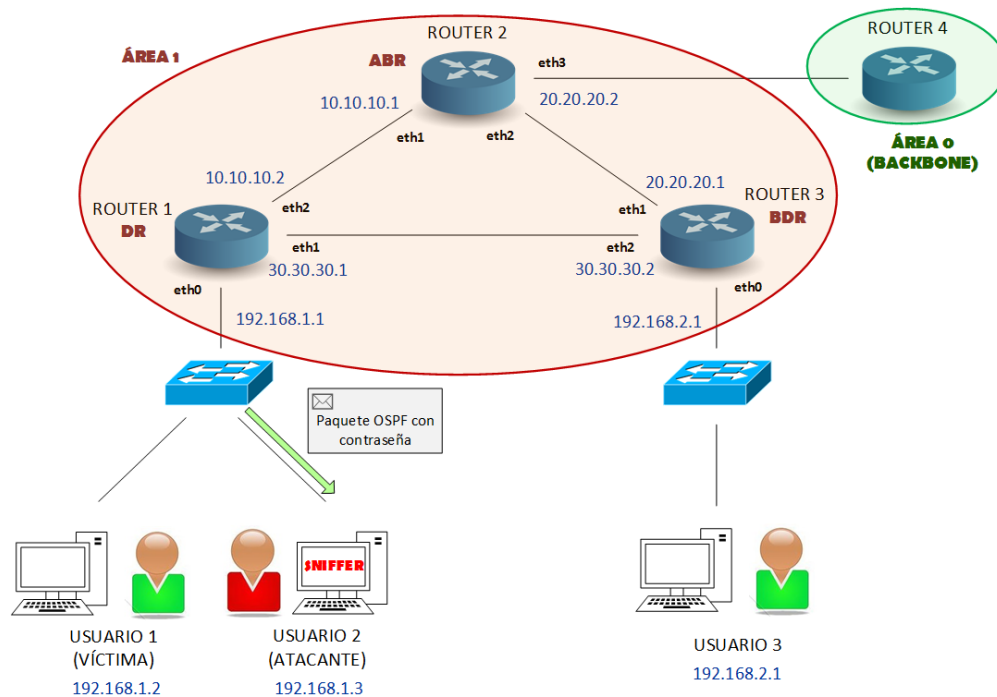 ROUTER 2
ROUTER 4
ÁREA 1
ABR
eth3
10.10.10.1
20.20.20.2
eth1
eth2
ÁREA 0
(BACKBONE)
10.10.10.2
20.20.20.1
ROUTER 1
DR
eth2
eth1
ROUTER 3
BDR
eth1
eth2
30.30.30.1
30.30.30.2
eth0
eth0
192.168.1.1
192.168.2.1
Paquete OSPF con
contraseña
SNIFFER
USUARIO 1
(VÍCTIMA)
192.168.1.2
USUARIO 2
(ATACANTE)
192.168.1.3
USUARIO 3
192.168.2.1